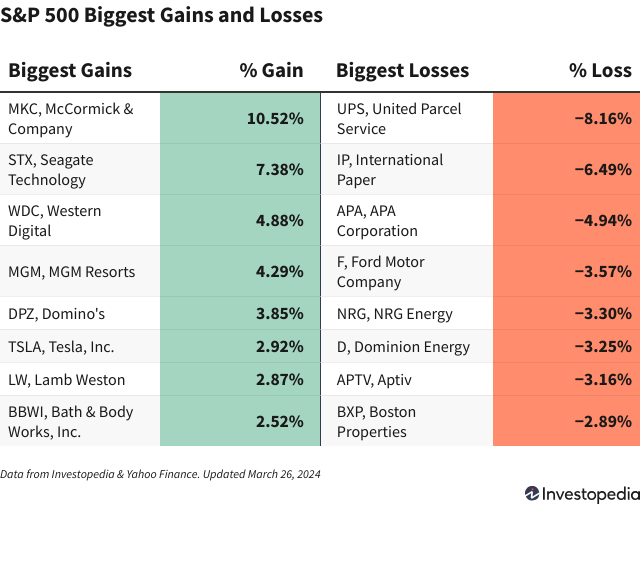 S&P 500 Biggest Gains and Losses
Biggest Gains % Gain Biggest Losses % Loss
MKC, McCormick &
Company
10.52%
UPS, United Parcel
Service
−8.16%
STX, Seagate
Technology
7.38%
IP, International
Paper
−6.49%
WDC, Western
Digital
4.88%
APA, APA
Corporation
−4.94%
MGM, MGM Resorts
4.29%
F, Ford Motor
Company
−3.57%
DPZ, Domino's 3.85% NRG, NRG Energy −3.30%
TSLA, Tesla, Inc. 2.92% D, Dominion Energy −3.25%
LW, Lamb Weston 2.87% APTV, Aptiv −3.16%
BBWI, Bath & Body
Works, Inc.
2.52%
BXP, Boston
Properties
−2.89%
Data from Investopedia & Yahoo Finance. Updated March 26, 2024
Investopedia